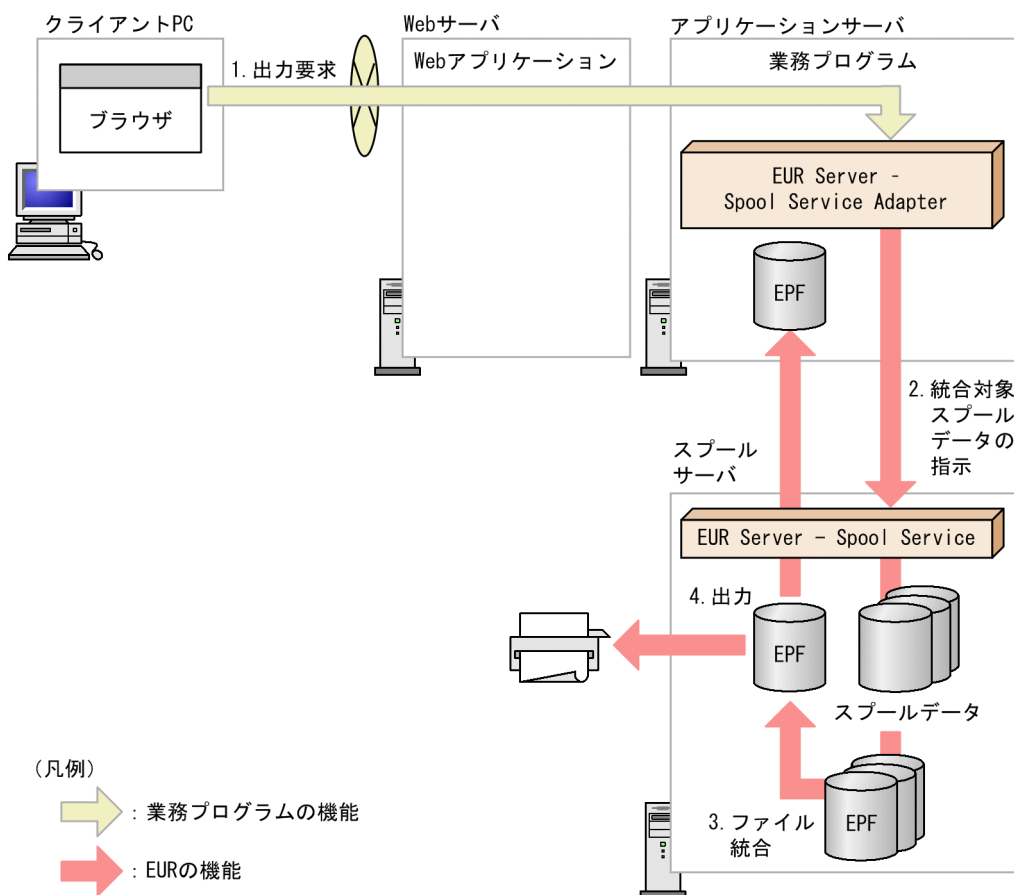 クライアントPC
Webサーバ
アプリケーションサーバ
Webアプリケーション
業務プログラム
1. 出力要求
ブラウザ
EUR Server -
Spool Service Adapter
EPF
2. 統合対象
スプール
データの
指示
スプール
サーバ
EUR Server - Spool Service
4. 出力
EPF
スプールデータ
3. ファイル
統合
EPF
（凡例）
：業務プログラムの機能
：EURの機能